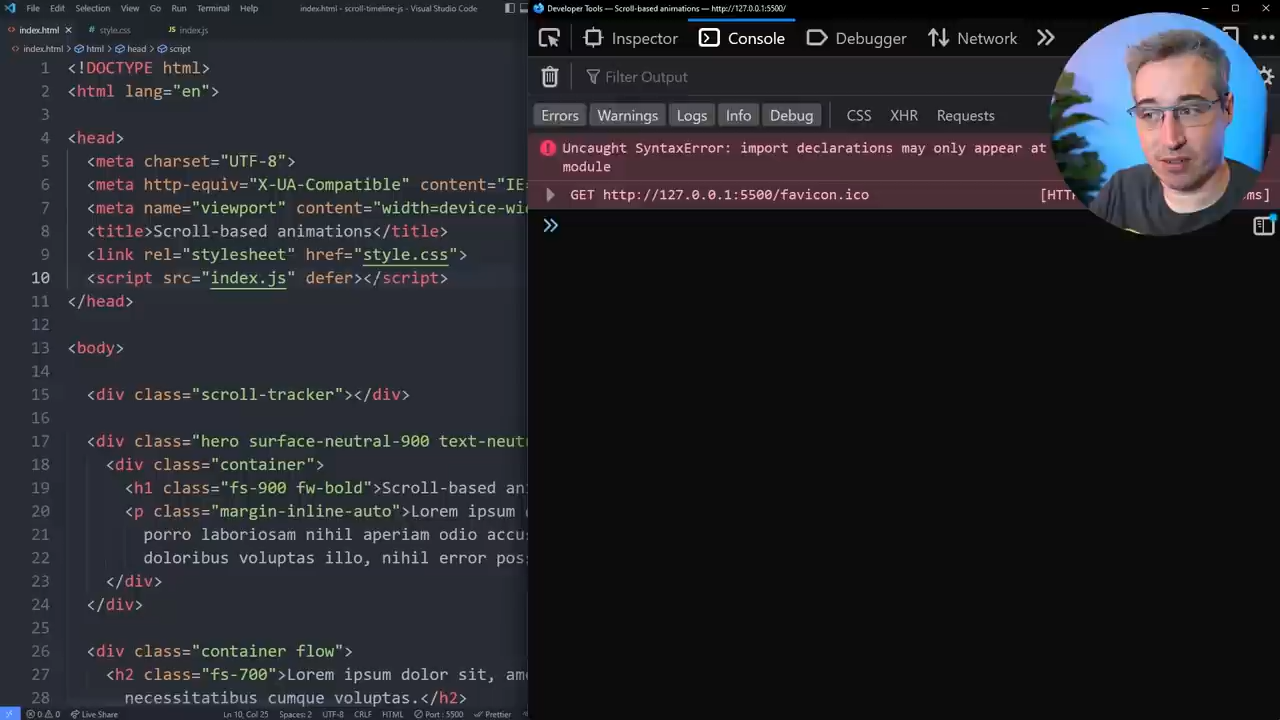 File Edit Selection View Go Run Terminal Help index.html - scroll-timeline-js - Visual Studio Code
index.html style.css index.js
index.html > html > head > script
1 <!DOCTYPE html>
2 <html lang="en">
3
4 <head>
5 <meta charset="UTF-8">
6 <meta http-equiv="X-UA-Compatible" content="IE=
7 <meta name="viewport" content="width=device-wi
8 <title>Scroll-based animations</title>
9 <link rel="stylesheet" href="style.css">
10 <script src="index.js" defer></script>
11 </head>
12
13 <body>
14
15 <div class="scroll-tracker"></div>
16
17 <div class="hero surface-neutral-900 text-neut
18 <div class="container">
19 <h1 class="fs-900 fw-bold">Scroll-based an
20 <p class="margin-inline-auto">Lorem ipsum
21 porro laboriosam nihil aperiam odio accu
22 doloribus voluptas illo, nihil error pos
23 </div>
24 </div>
25
26 <div class="container flow">
27 <h2 class="fs-700">Lorem ipsum dolor sit, am
28 necessitatibus cumque voluptas.</h2>
0 0 Live Share Ln 10, Col 25 Spaces: 2 UTF-8 CRLF HTML Port : 5500 Prettier
Developer Tools — Scroll-based animations — http://127.0.0.1:5500/
Inspector Console Debugger Network
Filter Output
Errors Warnings Logs Info Debug CSS XHR Requests
Uncaught SyntaxError: import declarations may only appear at
module
GET http://127.0.0.1:5500/favicon.ico